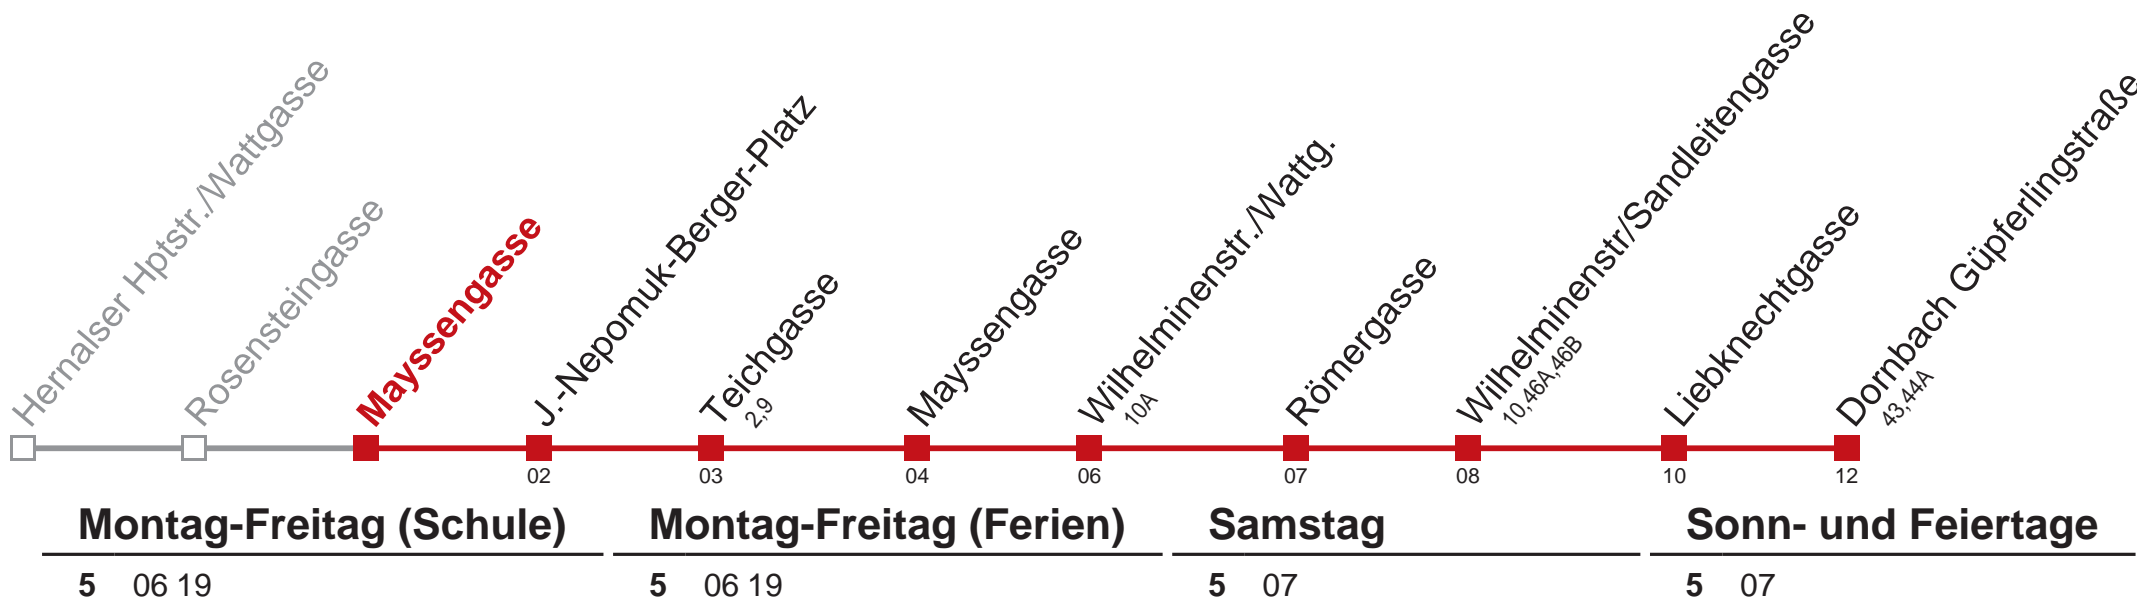 Hernalser Hptstr./Wattgasse
Rosensteingasse
Mayssengasse
J.-Nepomuk-Berger-Platz
Teichgasse
2,9
Mayssengasse
Wilhelminenstr./Wattg.
10A
Römergasse
Wilhelminenstr/Sandleitengasse
10,46A,46B
Liebknechtgasse
Dornbach Güpferlingstraße
43,44A
02 03 04 06 07 08 10 12
Montag-Freitag (Schule) Montag-Freitag (Ferien) Samstag Sonn- und Feiertage
5 06 19 5 06 19 5 07 5 07